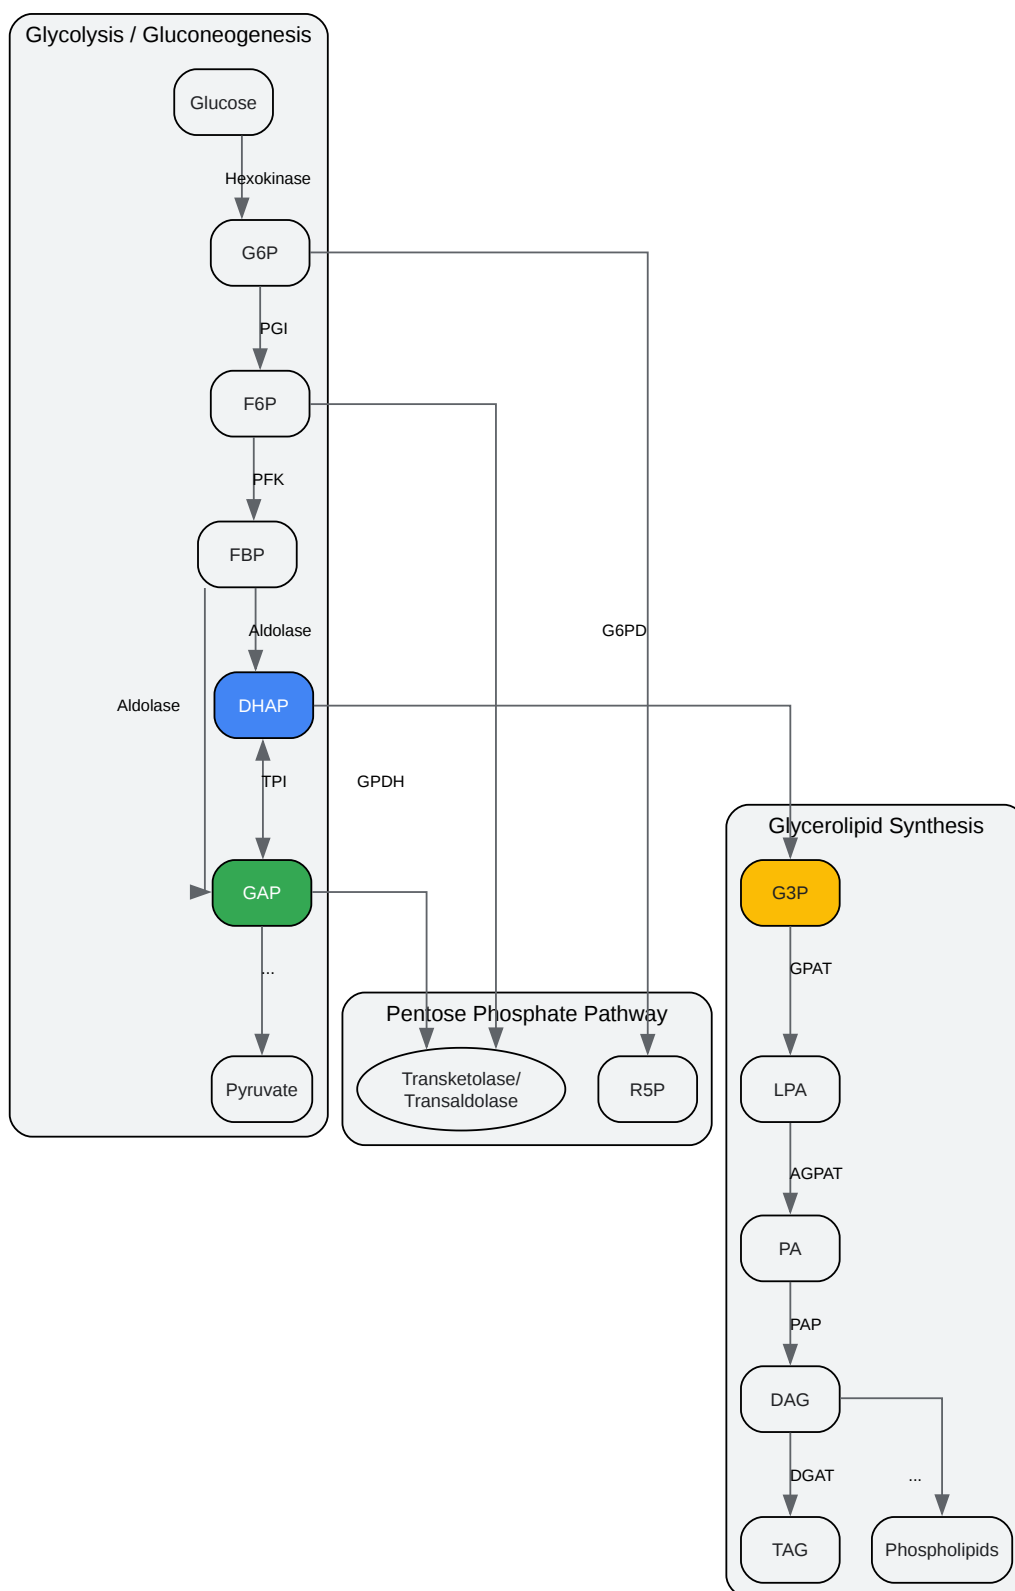 Glycolysis / Gluconeogenesis
Glucose
Hexokinase
G6P
PGI
F6P
PFK
FBP
Aldolase
G6PD
Aldolase
DHAP
TPI
GPDH
Glycerolipid Synthesis
GAP
G3P
...
GPAT
Pentose Phosphate Pathway
Pyruvate
Transketolase/
Transaldolase
R5P
LPA
AGPAT
PA
PAP
DAG
DGAT
...
TAG
Phospholipids